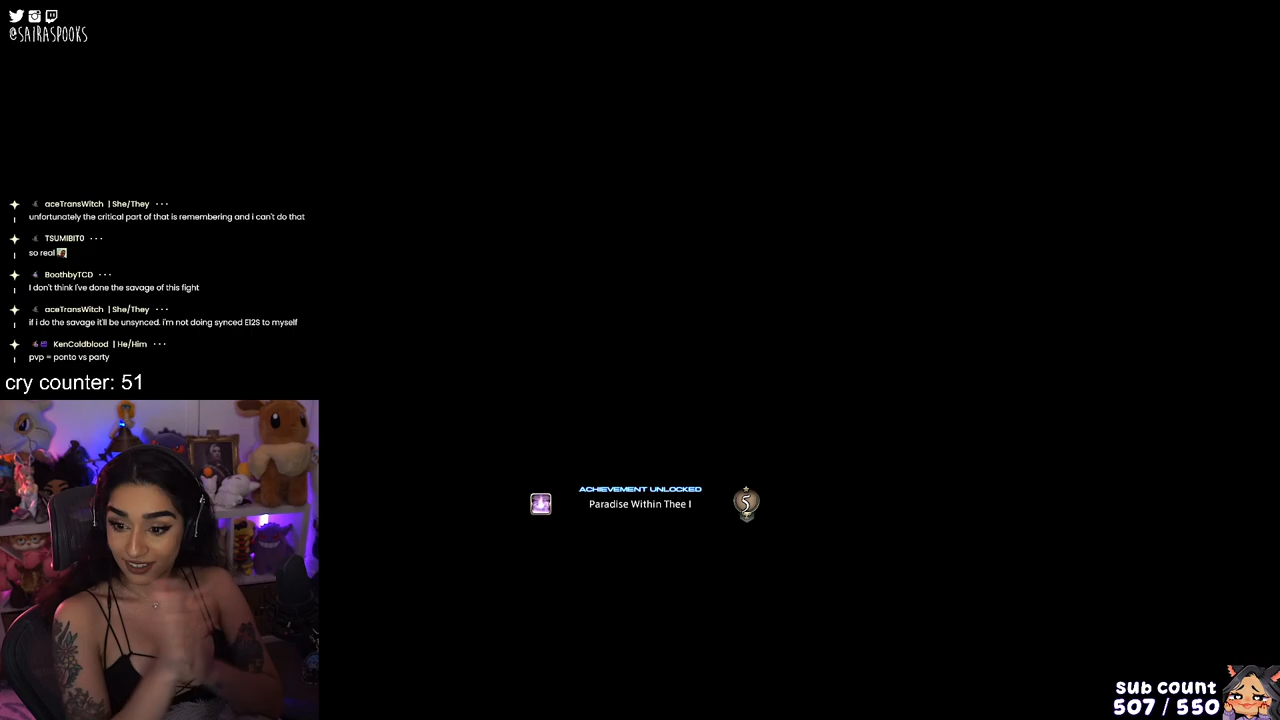 @SAIRASPOOKS
aceTransWitch | She/They ...
unfortunately the critical part of that is remembering and i can't do that
TSUMIBIT0 ...
so real
BoothbyTCD ...
I don't think I've done the savage of this fight
aceTransWitch | She/They ...
if i do the savage it'll be unsynced. i'm not doing synced E12S to myself
KenColdblood | He/Him ...
pvp = ponto vs party
cry counter: 51
ACHIEVEMENT UNLOCKED
Paradise Within Thee I
5
sub count
507 / 550